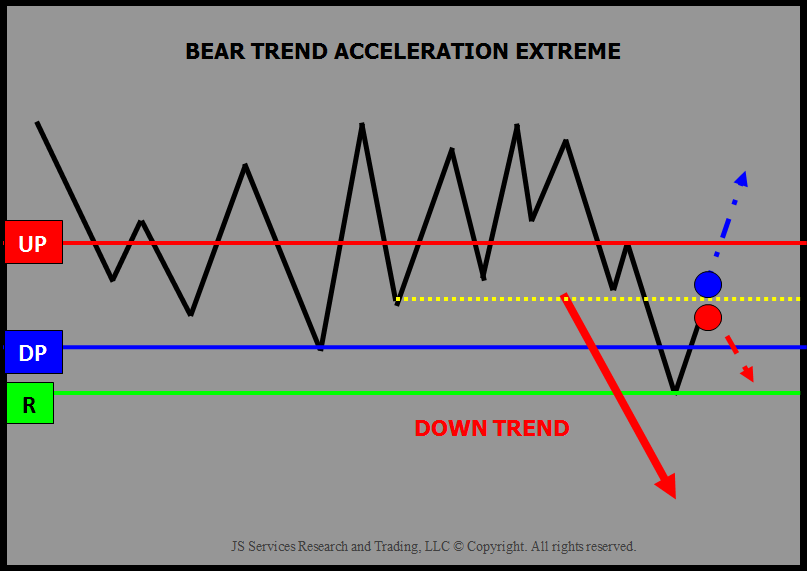 BEAR TREND ACCELERATION EXTREME
UP
DP
R
DOWN TREND
JS Services Research and Trading, LLC © Copyright. All rights reserved.